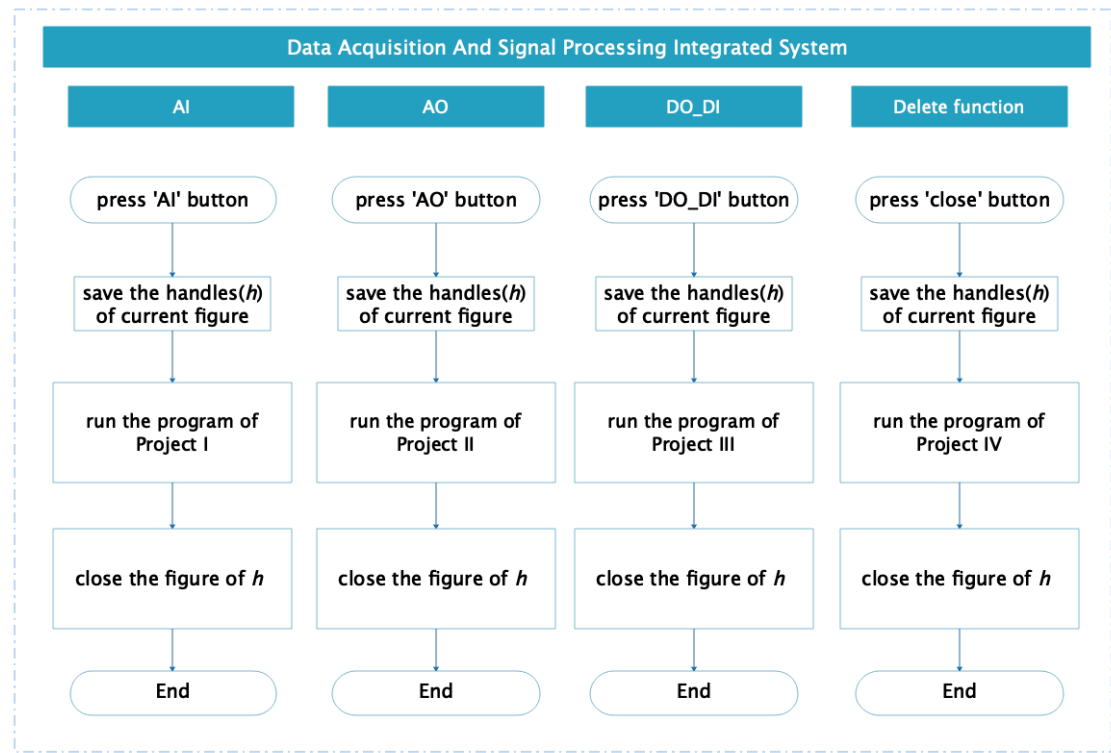 Data Acquisition And Signal Processing Integrated System
AI
AO
DO_DI
Delete function
press 'AI' button
press 'AO' button
press 'DO_DI' button
press 'close' button
save the handles(h)
of current figure
save the handles(h)
of current figure
save the handles(h)
of current figure
save the handles(h)
of current figure
run the program of
Project I
run the program of
Project II
run the program of
Project III
run the program of
Project IV
close the figure of h
close the figure of h
close the figure of h
close the figure of h
End
End
End
End